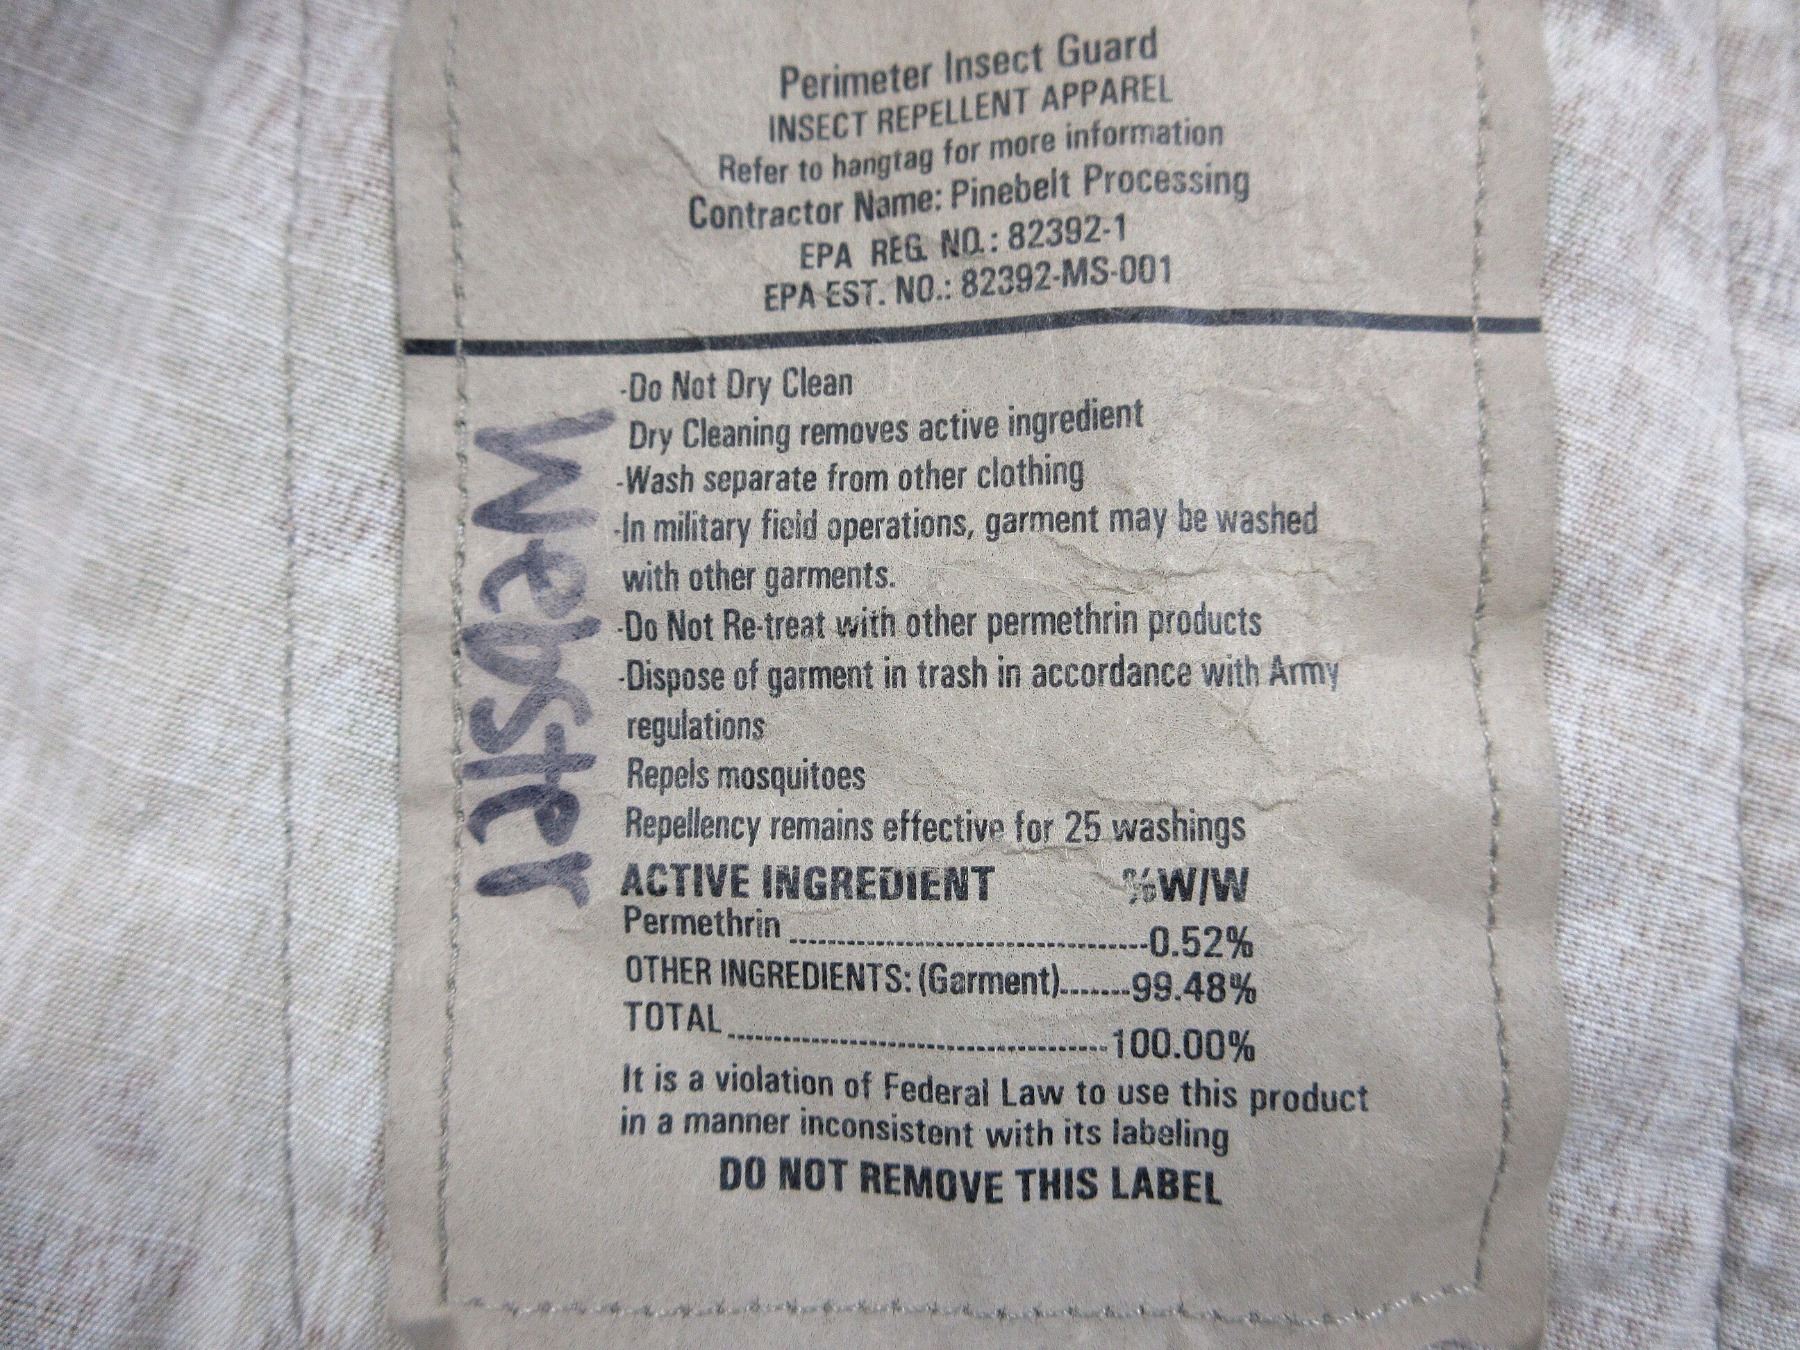 Perimeter Insect Guard
INSECT REPELLENT APPAREL
Refer to hangtag for more information
Contractor Name: Pinebelt Processing
EPA REG. NO.: 82392-1
EPA EST. NO.: 82392-MS-001
-Do Not Dry Clean
Dry Cleaning removes active ingredient
-Wash separate from other clothing
-In military field operations, garment may be washed
with other garments.
-Do Not Re-treat with other permethrin products
-Dispose of garment in trash in accordance with Army
regulations
Repels mosquitoes
Repellency remains effective for 25 washings
ACTIVE INGREDIENT %W/W
Permethrin ........................................0.52%
OTHER INGREDIENTS: (Garment).......99.48%
TOTAL........................................100.00%
It is a violation of Federal Law to use this product
in a manner inconsistent with its labeling
DO NOT REMOVE THIS LABEL
Webster